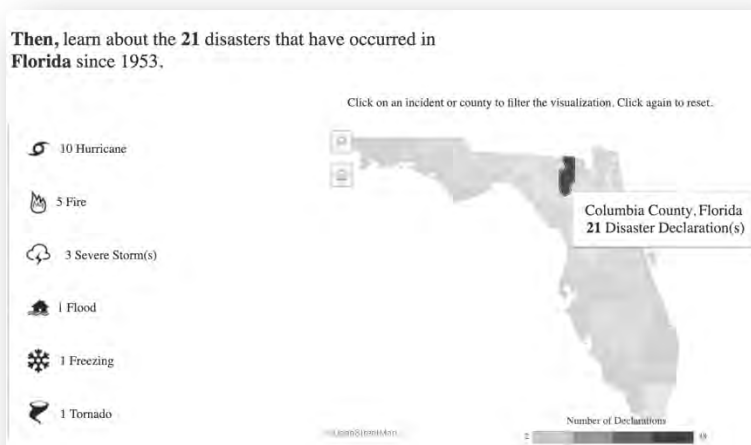 Then, learn about the 21 disasters that have occurred in
Florida since 1953.
Click on an incident or county to filter the visualization. Click again to reset.
10 Hurricane
5 Fire
3 Severe Storm(s)
1 Flood
1 Freezing
1 Tornado
Columbia County, Florida
21 Disaster Declaration(s)
Number of Declarations
2